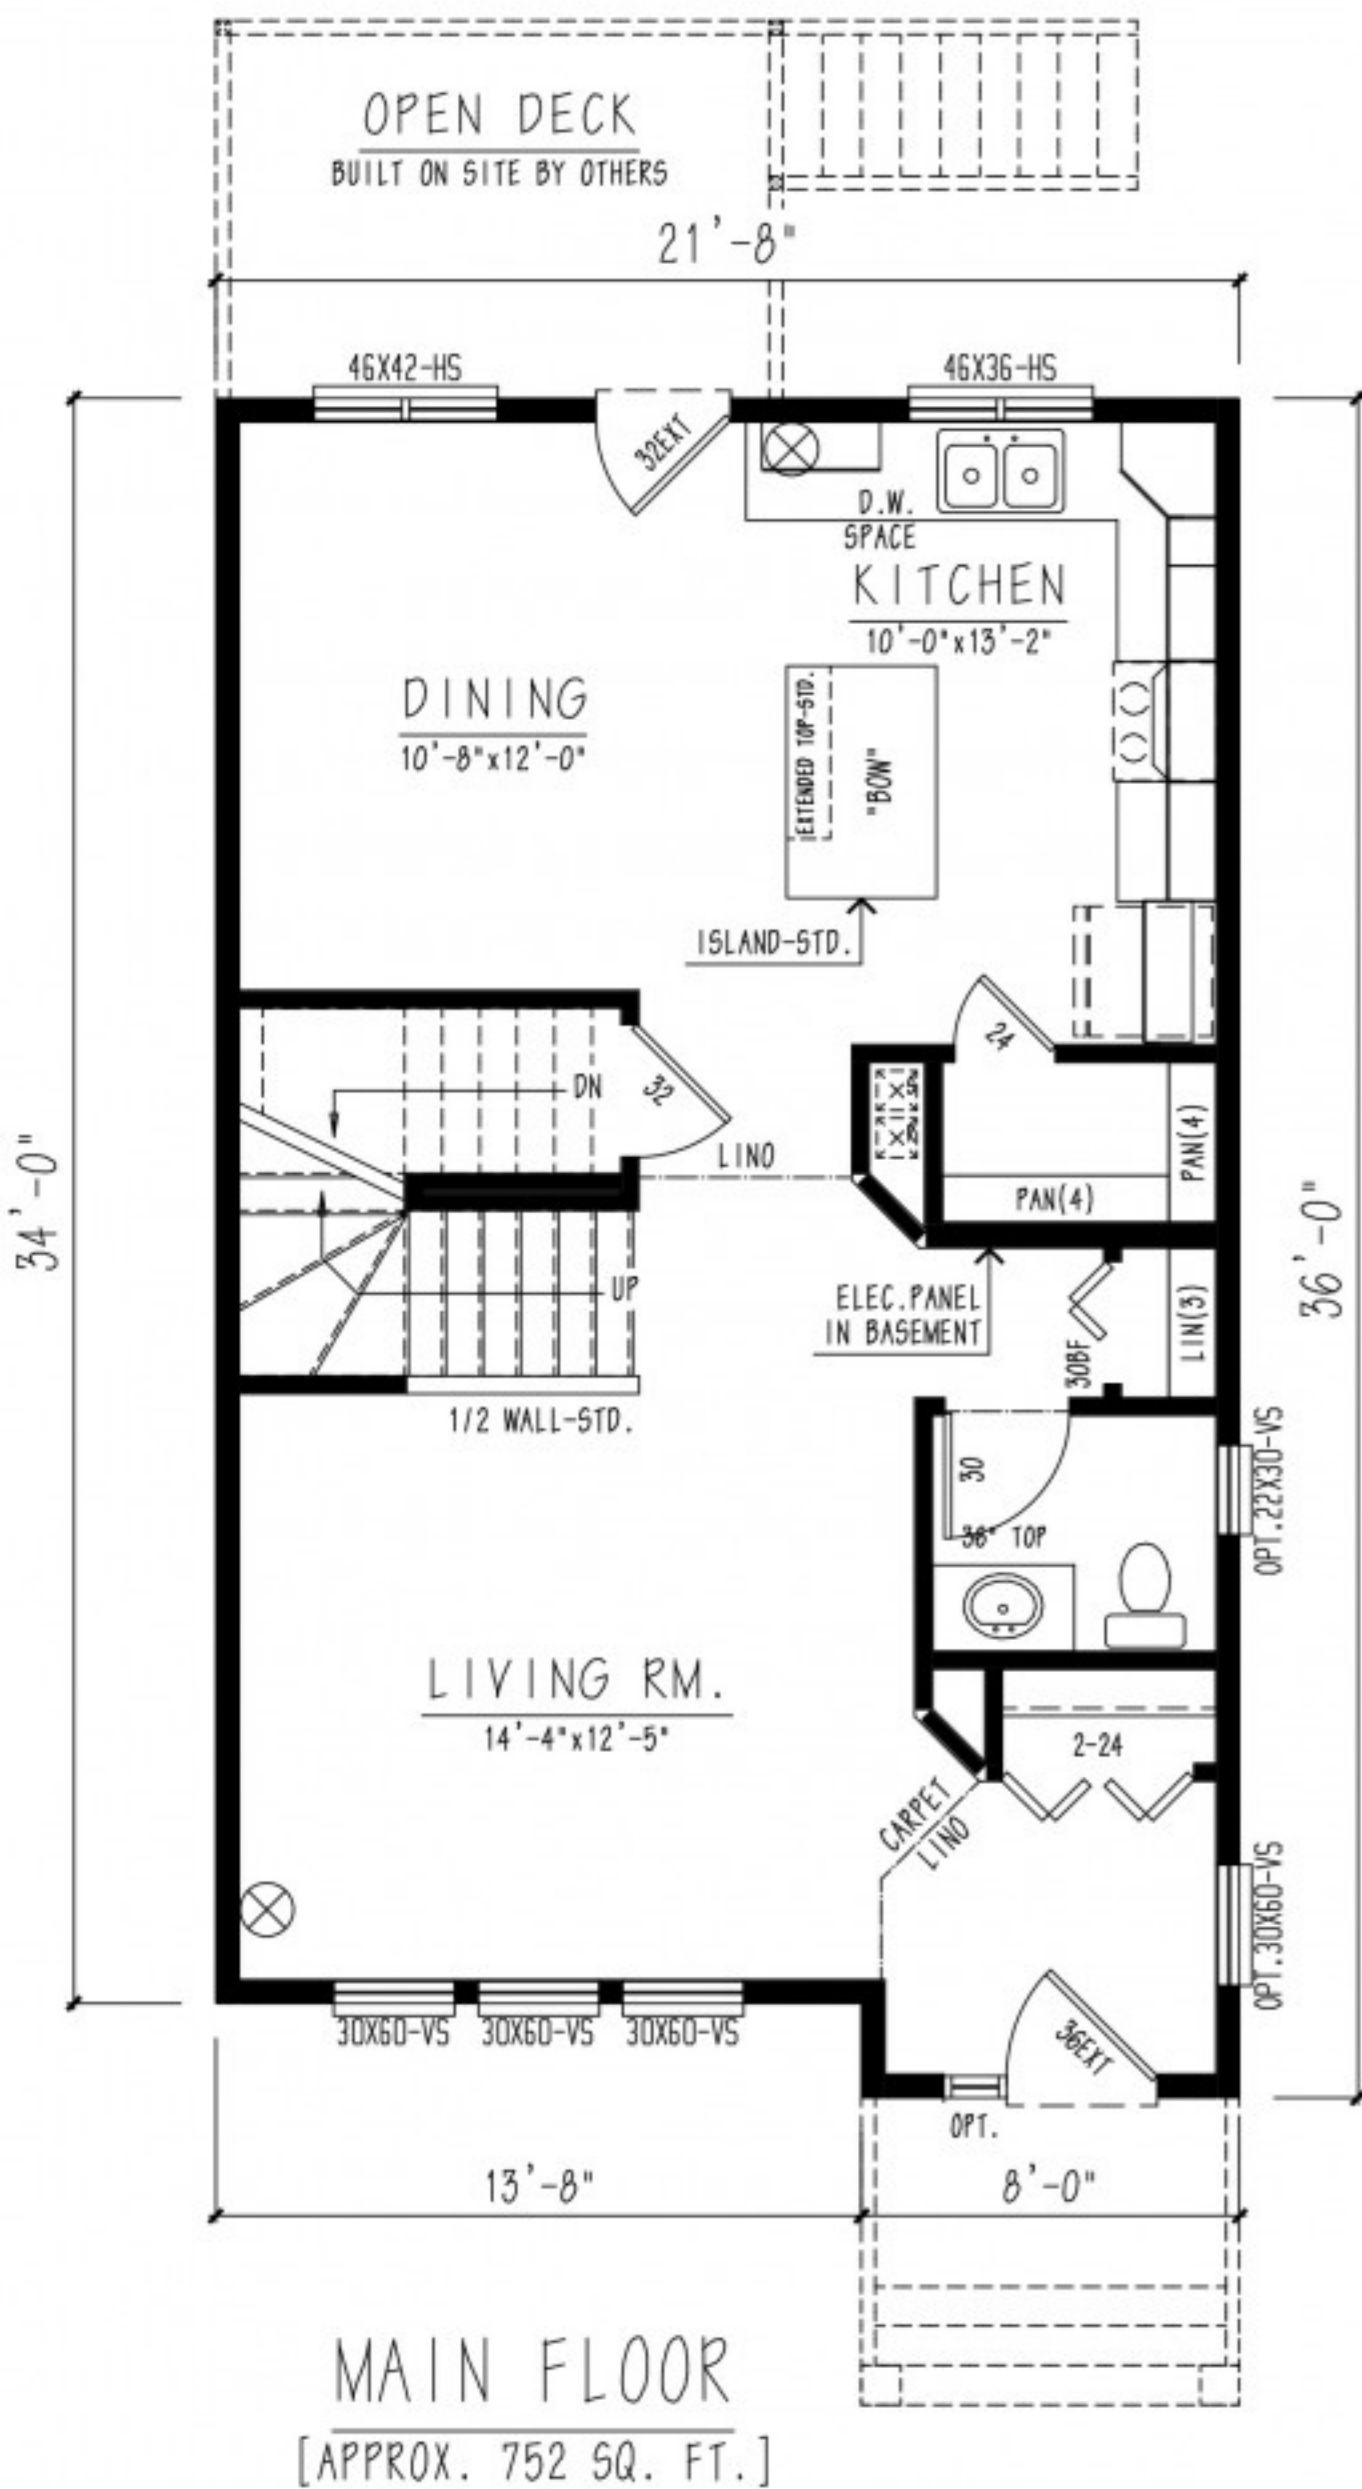 OPEN DECK
BUILT ON SITE BY OTHERS
21'-8"
46X42-HS
46X36-HS
32EXT
D.W.
SPACE
KITCHEN
10'-0"x13'-2"
DINING
10'-8"x12'-0"
EXTENDED TOP-STD.
"BOW"
ISLAND-STD.
24
DN
32
LINO
PAN(4)
PAN(4)
34'-0"
36'-0"
UP
ELEC.PANEL
IN BASEMENT
30BF
LIN(3)
1/2 WALL-STD.
30
36" TOP
OPT.22X30-VS
LIVING RM.
14'-4"x12'-5"
2-24
CARPET
LINO
OPT.30X60-VS
30X60-VS
30X60-VS
30X60-VS
36EXT
OPT.
13'-8"
8'-0"
MAIN FLOOR
[APPROX. 752 SQ. FT.]